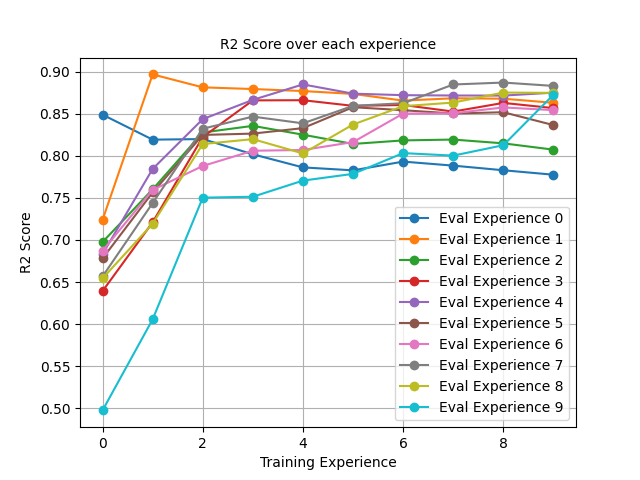 R2 Score over each experience
0.90
0.85
0.80
0.75
0.70
0.65
0.60
0.55
0.50
R2 Score
Eval Experience 0
Eval Experience 1
Eval Experience 2
Eval Experience 3
Eval Experience 4
Eval Experience 5
Eval Experience 6
Eval Experience 7
Eval Experience 8
Eval Experience 9
0 2 4 6 8
Training Experience